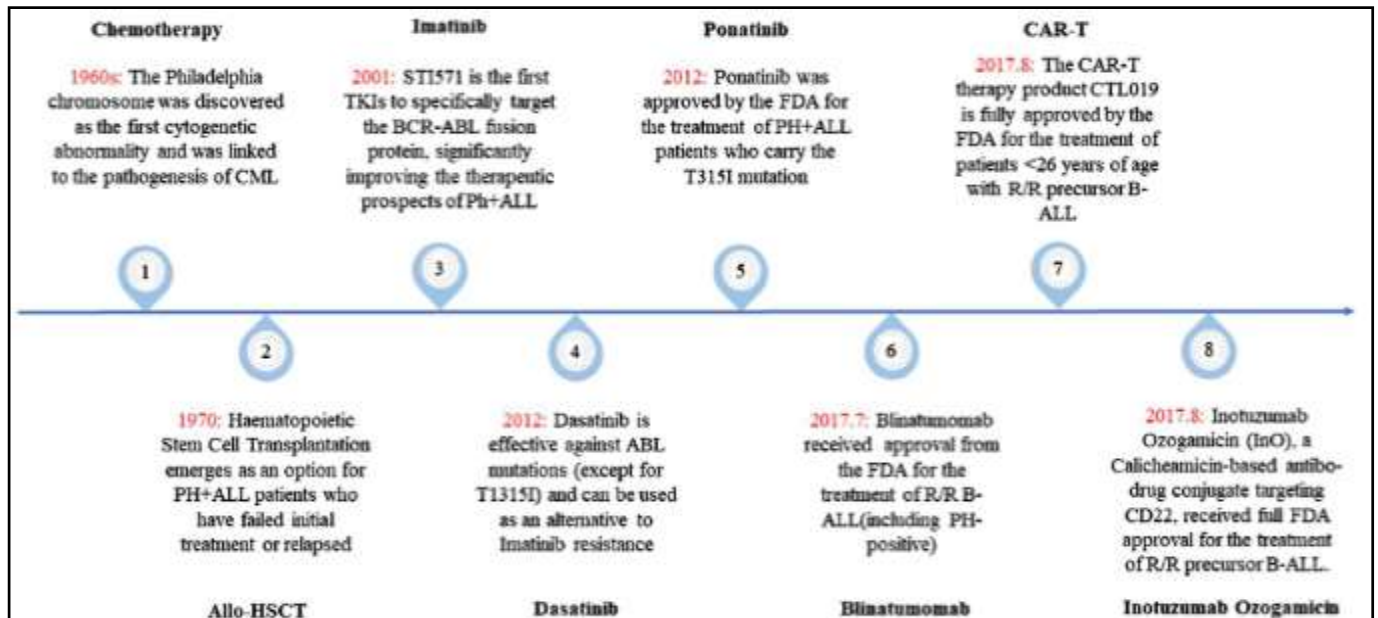 Chemotherapy
1960s: The Philadelphia
chromosome was discovered
as the first cytogenetic
abnormality and was linked
to the pathogenesis of CML
Imatinib
2001: STI571 is the first
TKIs to specifically target
the BCR-ABL fusion
protein, significantly
improving the therapeutic
prospects of Ph+ALL
Ponatinib
2012: Ponatinib was
approved by the FDA for
the treatment of PH+ALL
patients who carry the
T315I mutation
CAR-T
2017.8: The CAR-T
therapy product CTL019
is fully approved by the
FDA for the treatment of
patients <26 years of age
with R/R precursor B-
ALL
1
3
5
7
2
4
6
8
1970: Haematopoietic
Stem Cell Transplantation
emerges as an option for
PH+ALL patients who
have failed initial
treatment or relapsed
Allo-HSCT
2012: Dasatinib is
effective against ABL
mutations (except for
T1315I) and can be used
as an alternative to
Imatinib resistance
Dasatinib
2017.7: Blinatumomab
received approval from
the FDA for the
treatment of R/R B-
ALL(including PH-
positive)
Blinatumomab
2017.8: Inotuzumab
Ozogamicin (InO), a
Calicheamicin-based antibo-
drug conjugate targeting
CD22, received full FDA
approval for the treatment
of R/R precursor B-ALL.
Inotuzumab Ozogamicin